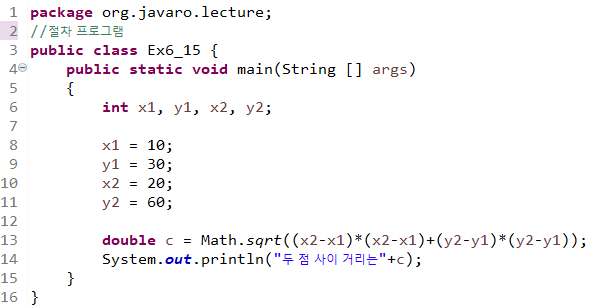 1 package org.javaro.lecture;
2 //절차 프로그램
3 public class Ex6_15 {
4     public static void main(String [] args)
5     {
6         int x1, y1, x2, y2;
7
8         x1 = 10;
9         y1 = 30;
10         x2 = 20;
11         y2 = 60;
12
13         double c = Math.sqrt((x2-x1)*(x2-x1)+(y2-y1)*(y2-y1));
14         System.out.println("두 점 사이 거리는"+c);
15     }
16 }